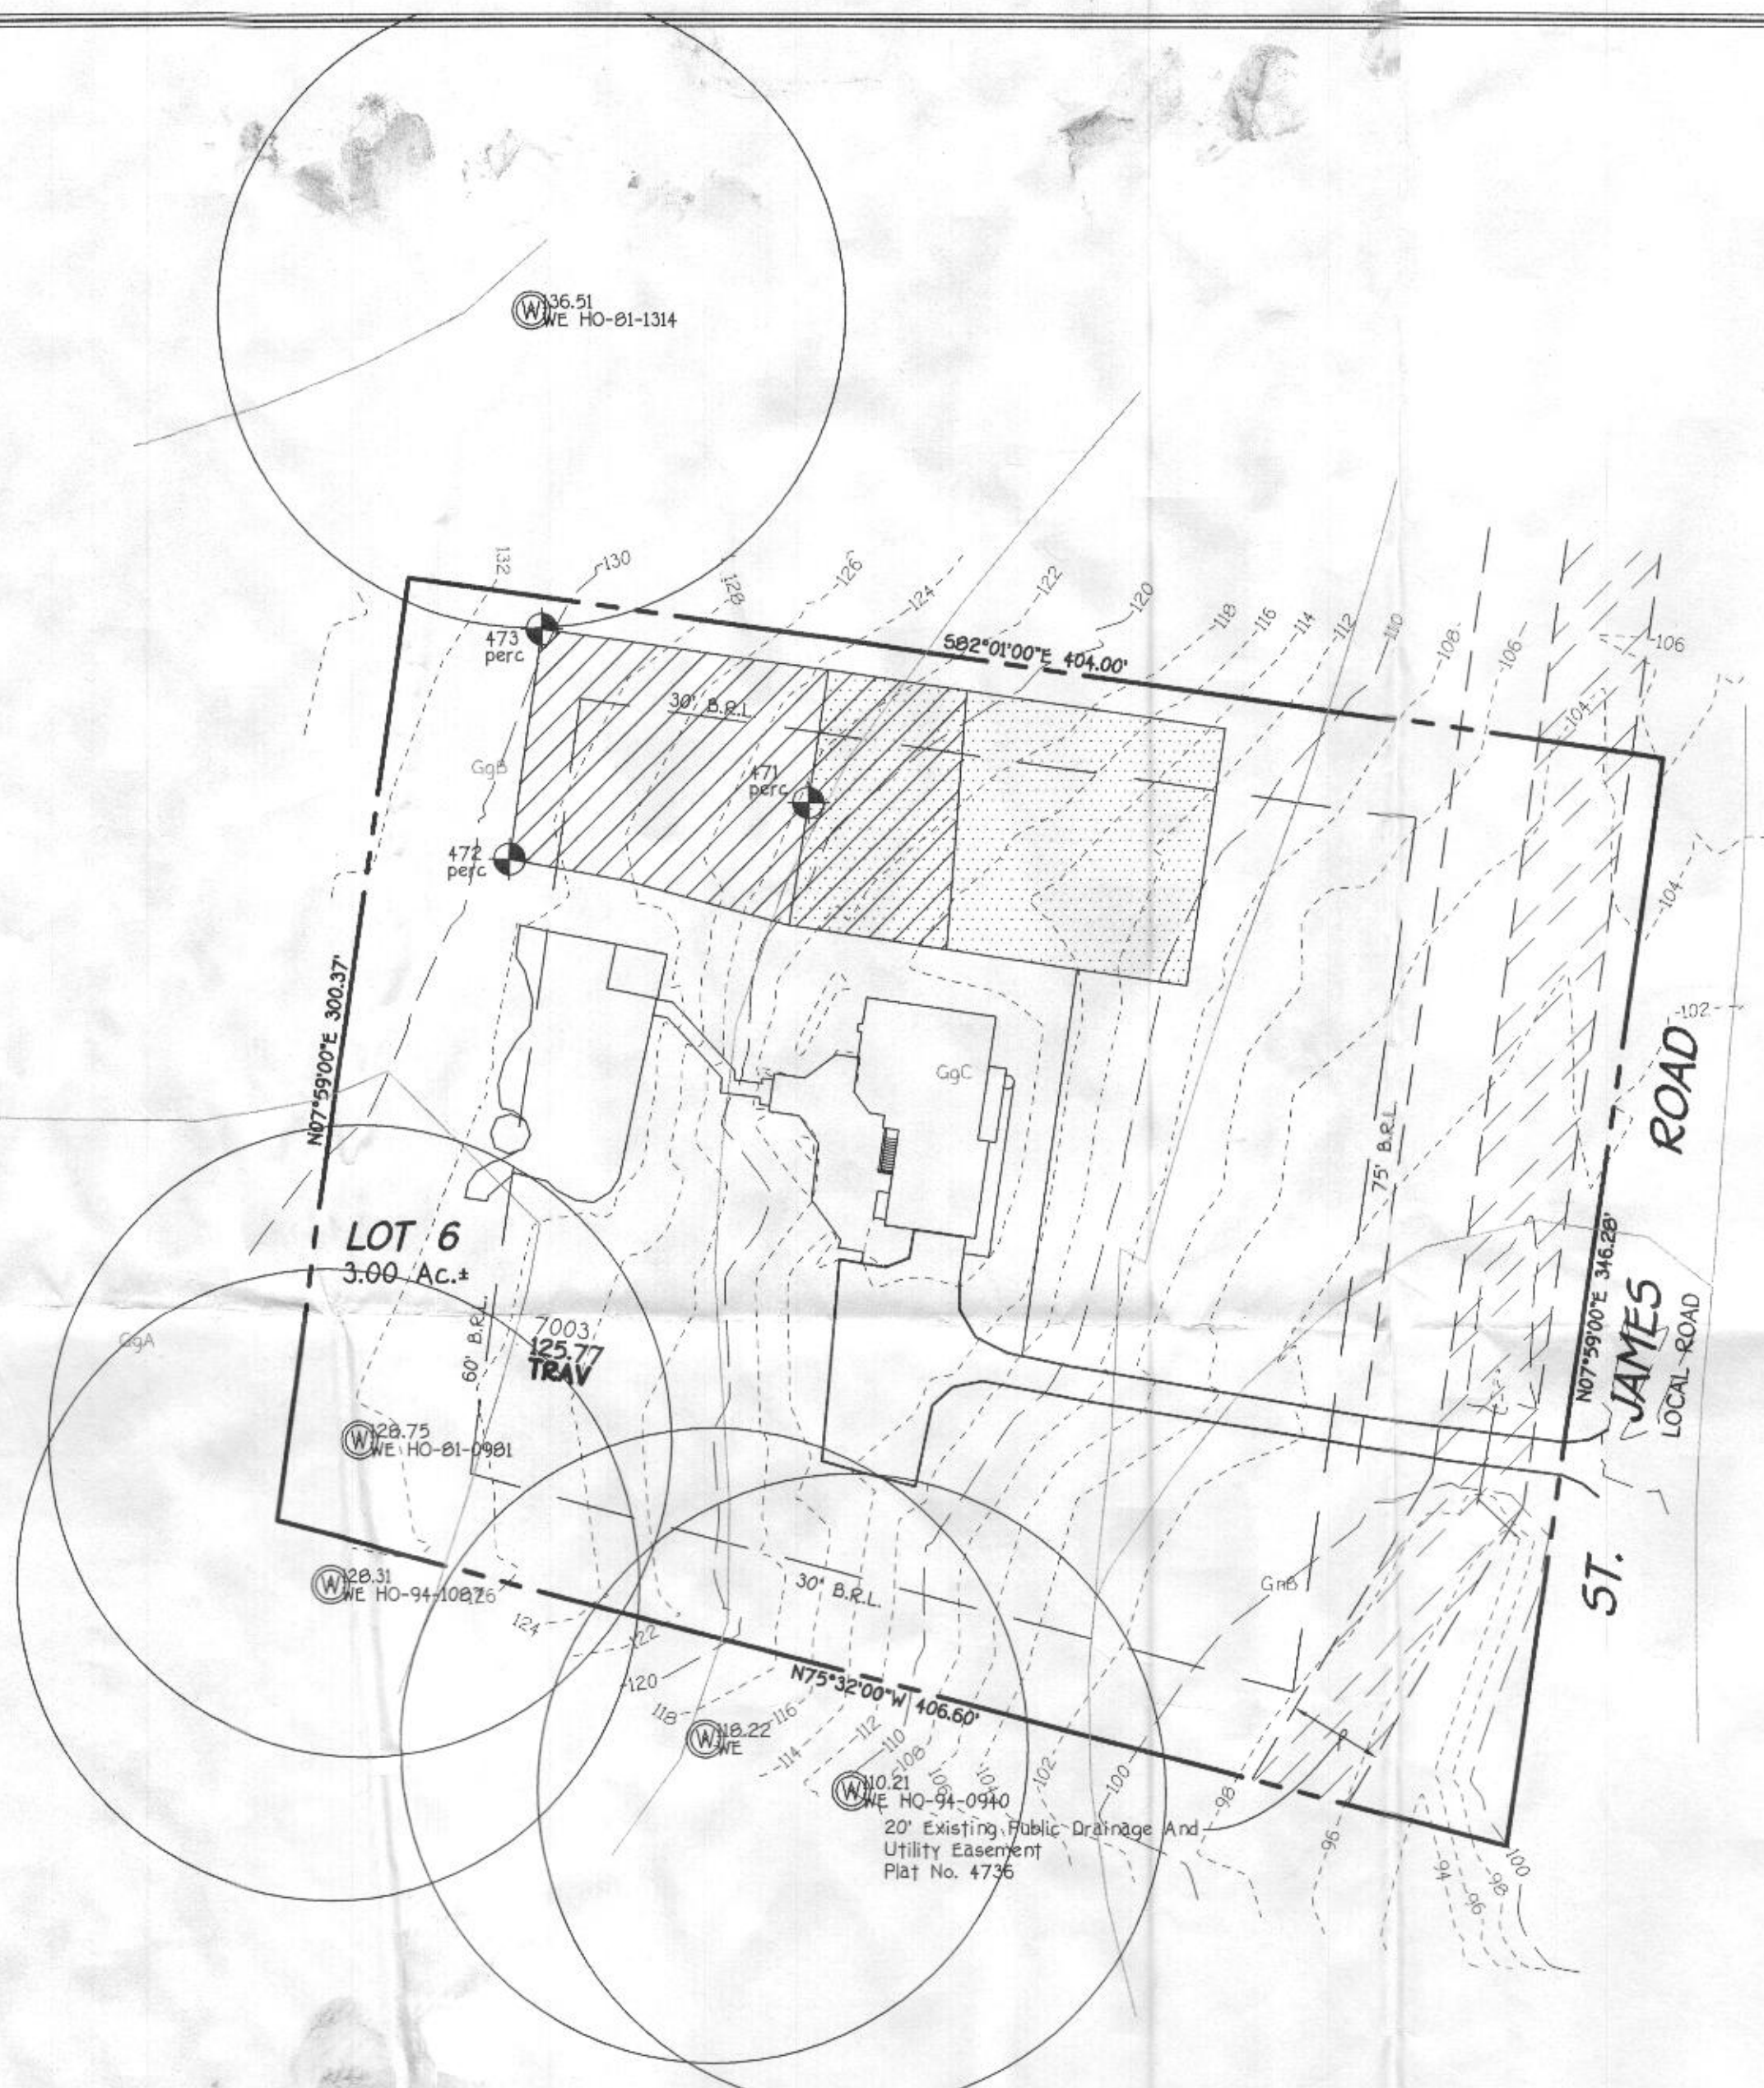 136.51
WE HO-81-1314
132
130
128
126
124
122
120
118
116
114
112
110
108
106
106
104
104
102
473
perc
S82°01'00"E 404.00'
30' B.R.L.
GgB
471
perc
472
perc
N07°59'00"E 300.37'
GgC
75' B.R.L.
ST. JAMES ROAD
LOCAL ROAD
N07°59'00"E 346.28'
LOT 6
3.00 Ac.±
GgA
60' B.R.L.
7003
125.77
TRAV
128.75
WE HO-81-0981
128.31
WE HO-94-1087
126
124
122
120
118
116
114
112
110
108
106
104
102
100
98
96
94
96
98
100
30' B.R.L.
GnB
N75°32'00"W 406.60'
118.22
WE
110.21
WE HO-94-0940
20' Existing Public Drainage And
Utility Easement
Plat No. 4736